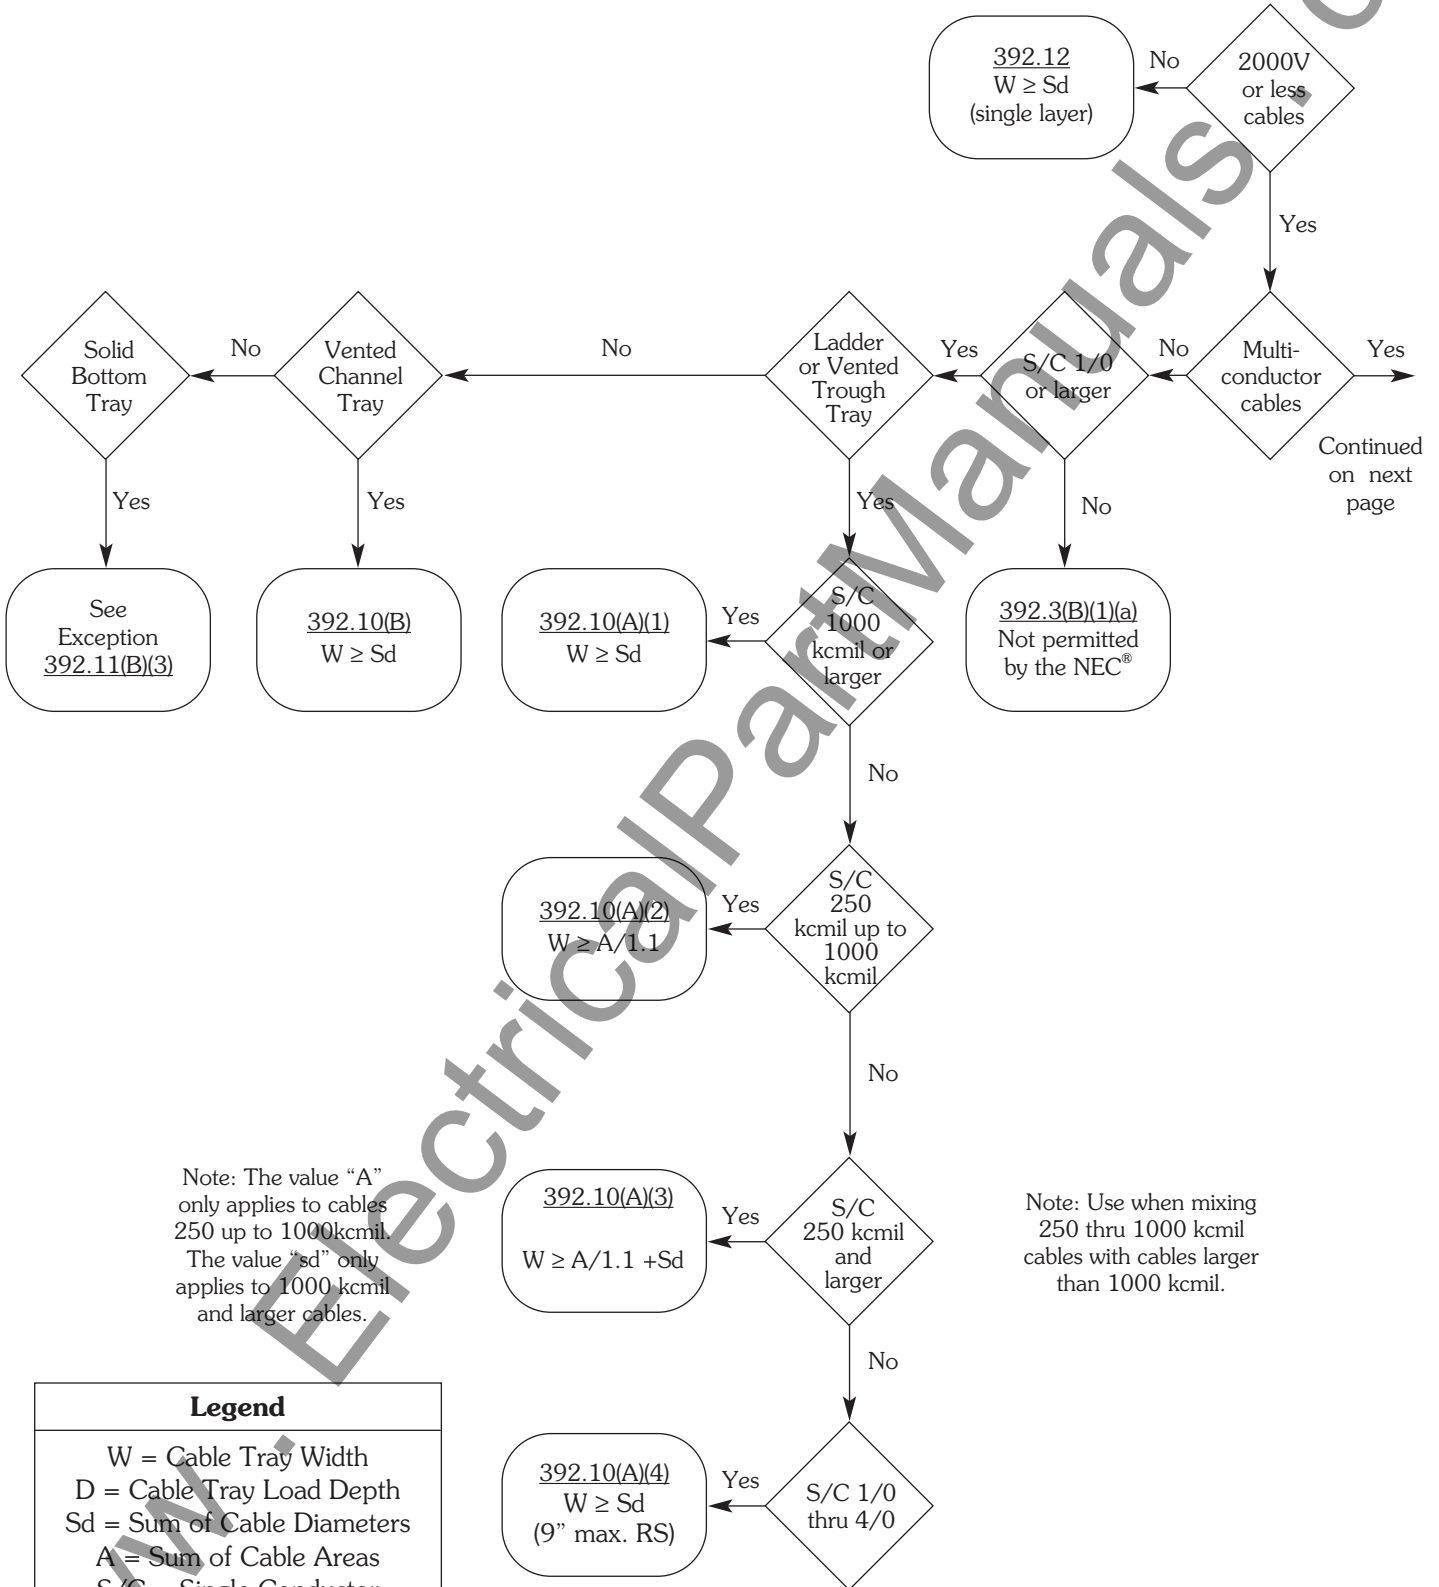 392.12
W ≥ Sd
(single layer)
No
2000V
or less
cables
Yes
Solid
Bottom
Tray
No
Vented
Channel
Tray
No
Ladder
or Vented
Trough
Tray
Yes
S/C 1/0
or larger
No
Multi-
conductor
cables
Yes
Continued
on next
page
Yes
Yes
Yes
No
See
Exception
392.11(B)(3)
392.10(B)
W ≥ Sd
392.10(A)(1)
W ≥ Sd
Yes
S/C
1000
kcmil or
larger
392.3(B)(1)(a)
Not permitted
by the NEC®
No
392.10(A)(2)
W ≥ A/1.1
Yes
S/C
250
kcmil up to
1000
kcmil
No
Note: The value “A”
only applies to cables
250 up to 1000kcmil.
The value “sd” only
applies to 1000 kcmil
and larger cables.
392.10(A)(3)
W ≥ A/1.1 +Sd
Yes
S/C
250 kcmil
and
larger
Note: Use when mixing
250 thru 1000 kcmil
cables with cables larger
than 1000 kcmil.
No
Legend
W = Cable Tray Width
D = Cable Tray Load Depth
Sd = Sum of Cable Diameters
A = Sum of Cable Areas
S/C = Single Conductor
392.10(A)(4)
W ≥ Sd
(9” max. RS)
Yes
S/C 1/0
thru 4/0
w . ElectricalPartManuals .